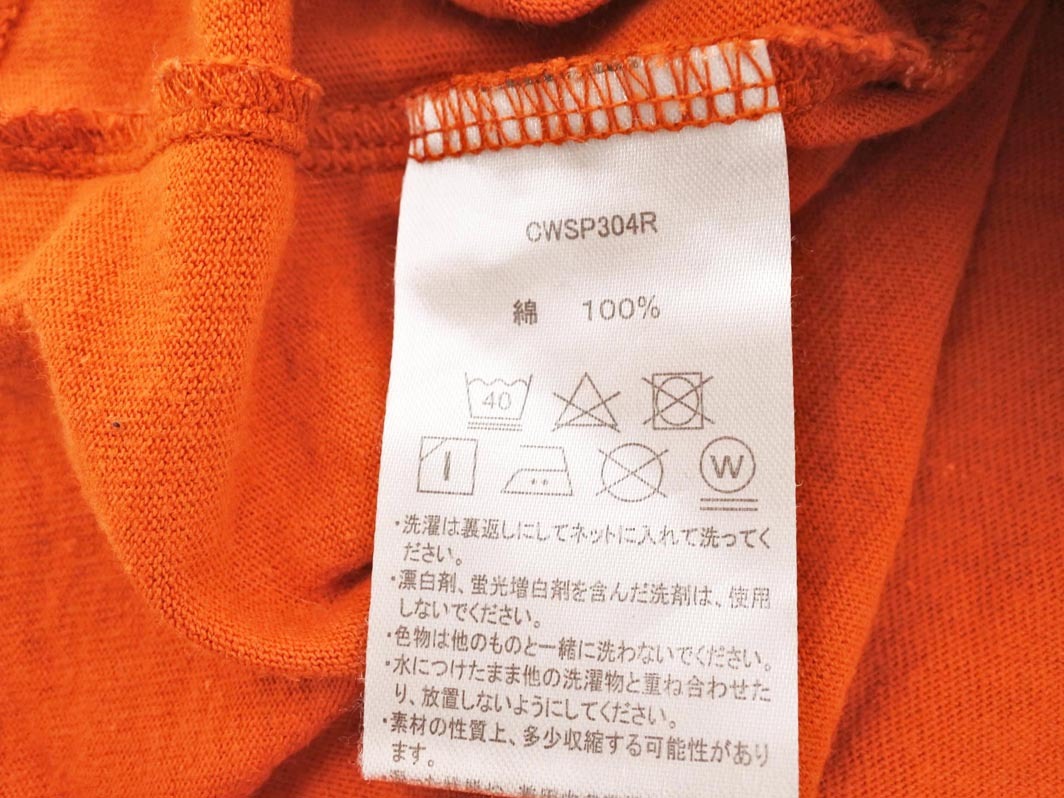 CWSP304R
綿 100%
40
W
・洗濯は裏返しにしてネットに入れて洗ってく
ださい。
・漂白剤、蛍光増白剤を含んだ洗剤は、使用
しないでください。
・色物は他のものと一緒に洗わないでください。
・水につけたまま他の洗濯物と重ね合わせた
り、放置しないようにしてください。
・素材の性質上、多少収縮する可能性があり
ます。